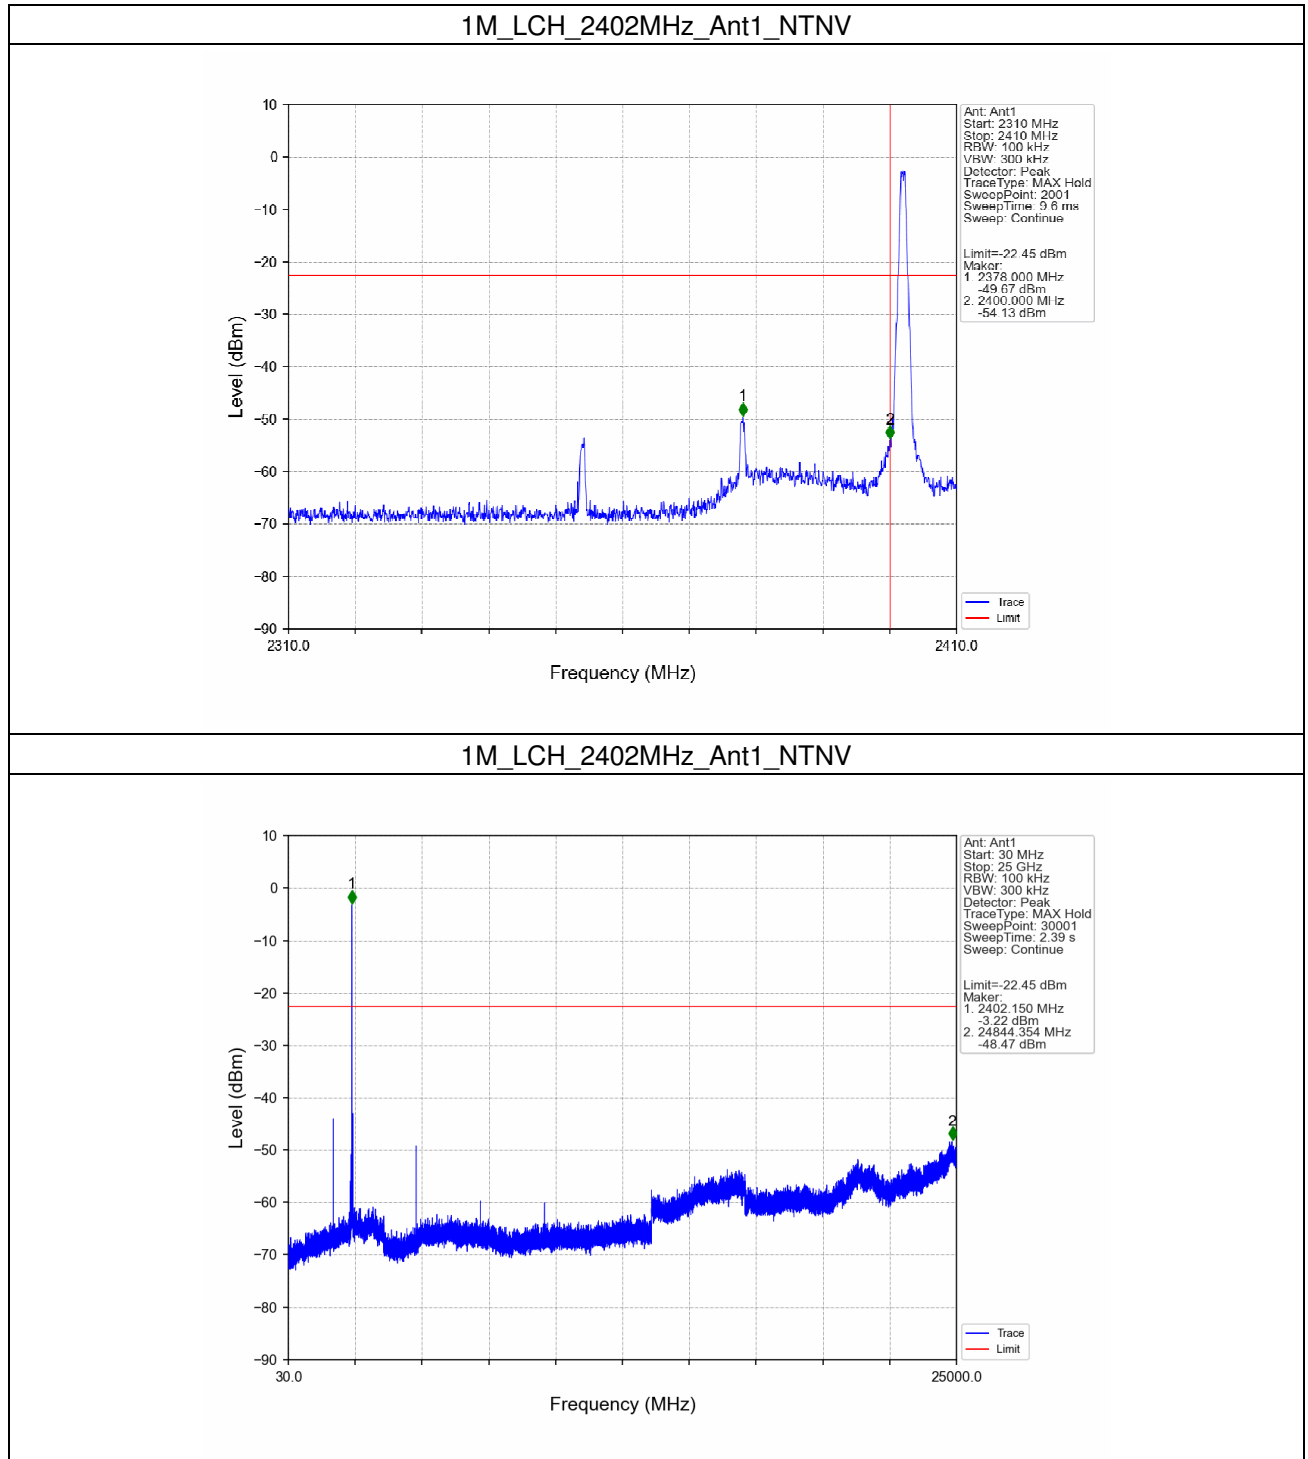 1M_LCH_2402MHz_Ant1_NTNV
10
0
−10
−20
−30
−40
−50
−60
−70
−80
−90
Level (dBm)
2310.0
2410.0
Frequency (MHz)
1
2
Ant: Ant1
Start: 2310 MHz
Stop: 2410 MHz
RBW: 100 kHz
VBW: 300 kHz
Detector: Peak
TraceType: MAX Hold
SweepPoint: 2001
SweepTime: 9.6 ms
Sweep: Continue
Limit=-22.45 dBm
Maker:
1. 2378.000 MHz
-49.67 dBm
2. 2400.000 MHz
-54.13 dBm
Trace
Limit
1M_LCH_2402MHz_Ant1_NTNV
10
0
−10
−20
−30
−40
−50
−60
−70
−80
−90
Level (dBm)
30.0
25000.0
Frequency (MHz)
1
2
Ant: Ant1
Start: 30 MHz
Stop: 25 GHz
RBW: 100 kHz
VBW: 300 kHz
Detector: Peak
TraceType: MAX Hold
SweepPoint: 30001
SweepTime: 2.39 s
Sweep: Continue
Limit=-22.45 dBm
Maker:
1. 2402.150 MHz
-3.22 dBm
2. 24844.354 MHz
-48.47 dBm
Trace
Limit